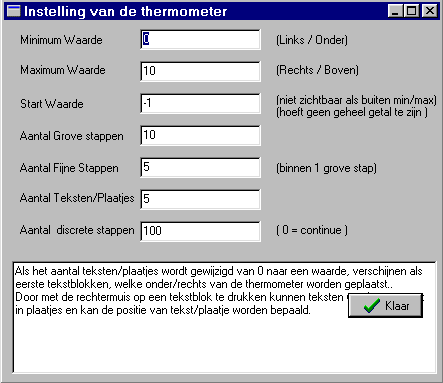 Instelling van de thermometer
Minimum Waarde 0 (Links / Onder)
Maximum Waarde 10 (Rechts / Boven)
Start Waarde -1 (niet zichtbaar als buiten min/max)
(hoeft geen geheel getal te zijn )
Aantal Grove stappen 10
Aantal Fijne Stappen 5 (binnen 1 grove stap)
Aantal Teksten/Plaatjes 5
Aantal discrete stappen 100 ( 0 = continue )
Als het aantal teksten/plaatjes wordt gewijzigd van 0 naar een waarde, verschijnen als
eerste tekstblokken, welke onder/rechts van de thermometer worden geplaatst..
Door met de rechtermuis op een tekstblok te drukken kunnen teksten
in plaatjes en kan de positie van tekst/plaatje worden bepaald.
Klaar